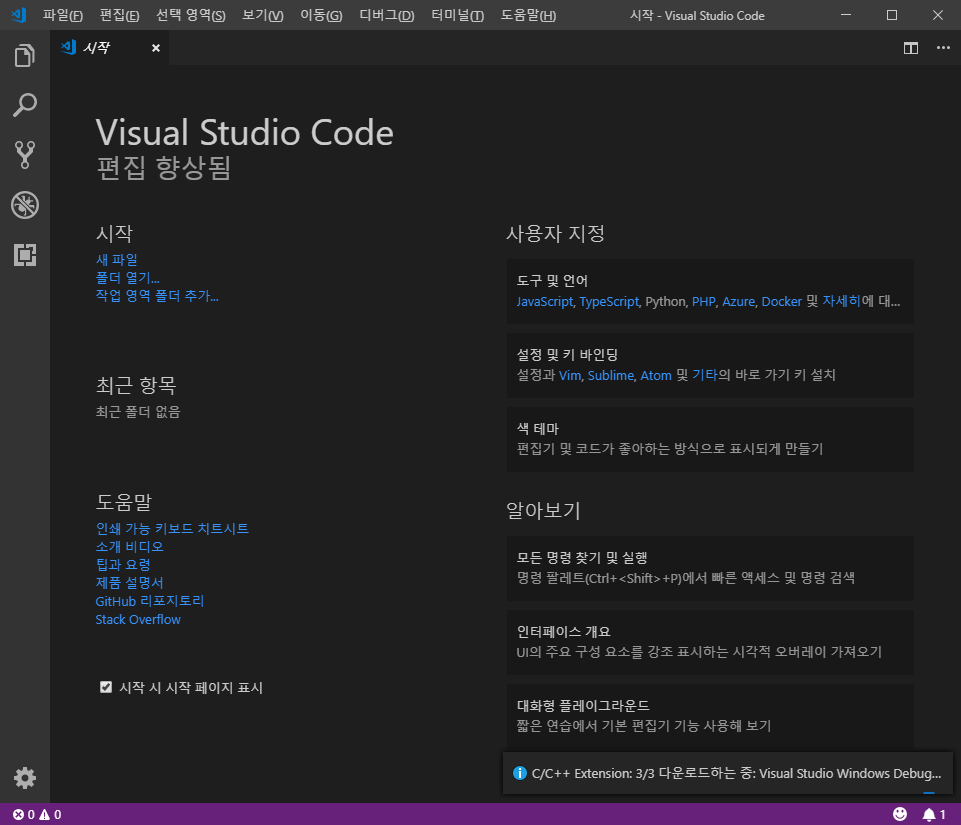 파일(F) 편집(E) 선택 영역(S) 보기(V) 이동(G) 디버그(D) 터미널(T) 도움말(H) 시작 - Visual Studio Code
시작
Visual Studio Code
편집 향상됨
시작
새 파일
폴더 열기...
작업 영역 폴더 추가...
최근 항목
최근 폴더 없음
도움말
인쇄 가능 키보드 치트시트
소개 비디오
팁과 요령
제품 설명서
GitHub 리포지토리
Stack Overflow
시작 시 시작 페이지 표시
사용자 지정
도구 및 언어
JavaScript, TypeScript, Python, PHP, Azure, Docker 및 자세히에 대...
설정 및 키 바인딩
설정과 Vim, Sublime, Atom 및 기타의 바로 가기 키 설치
색 테마
편집기 및 코드가 좋아하는 방식으로 표시되게 만들기
알아보기
모든 명령 찾기 및 실행
명령 팔레트(Ctrl+<Shift>+P)에서 빠른 액세스 및 명령 검색
인터페이스 개요
UI의 주요 구성 요소를 강조 표시하는 시각적 오버레이 가져오기
대화형 플레이그라운드
짧은 연습에서 기본 편집기 기능 사용해 보기
C/C++ Extension: 3/3 다운로드하는 중: Visual Studio Windows Debug...
0 0 1